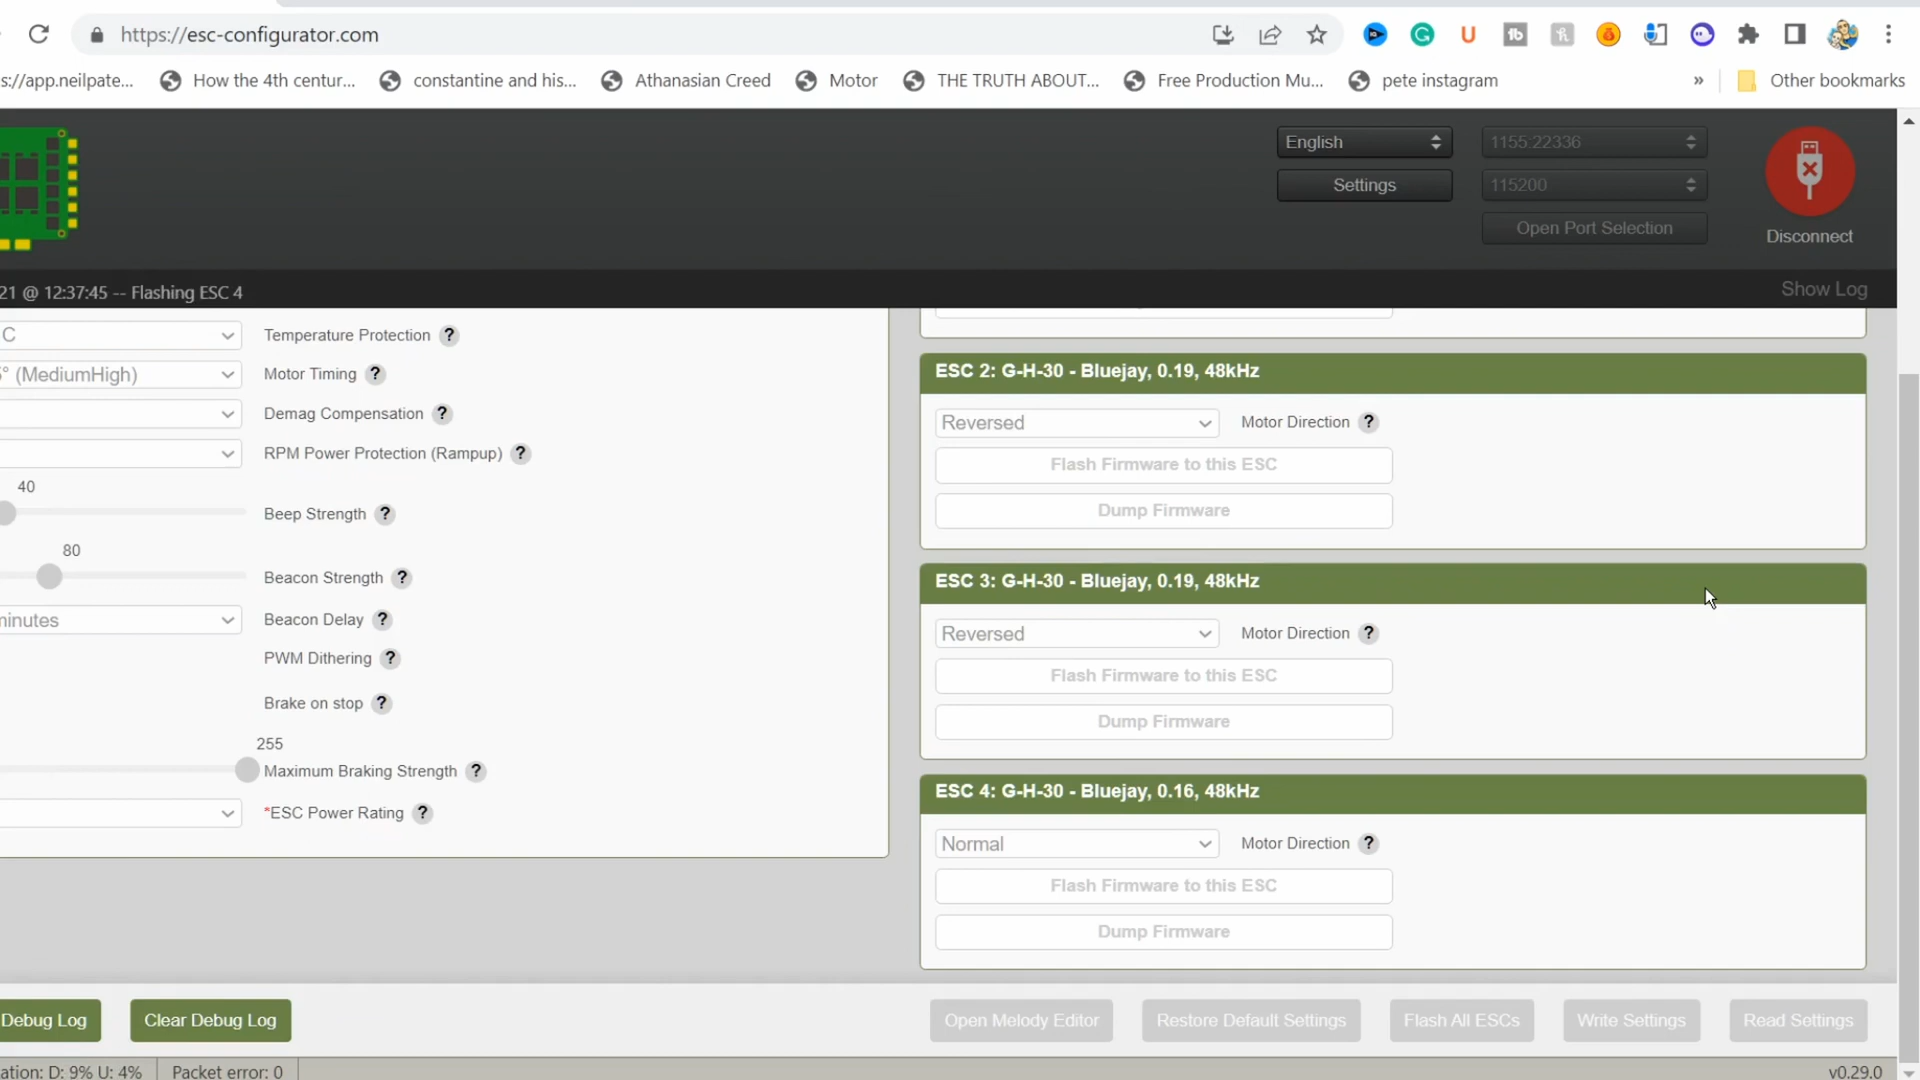 https://esc-configurator.com
s://app.neilpate...
How the 4th centur...
constantine and his...
Athanasian Creed
Motor
THE TRUTH ABOUT...
Free Production Mu...
pete instagram
»
Other bookmarks
English
1155:22336
Settings
115200
Open Port Selection
Disconnect
21 @ 12:37:45 -- Flashing ESC 4
Show Log
C
Temperature Protection ?
° (MediumHigh)
Motor Timing ?
Demag Compensation ?
RPM Power Protection (Rampup) ?
40
Beep Strength ?
80
Beacon Strength ?
minutes
Beacon Delay ?
PWM Dithering ?
Brake on stop ?
255
Maximum Braking Strength ?
*ESC Power Rating ?
ESC 2: G-H-30 - Bluejay, 0.19, 48kHz
Reversed
Motor Direction ?
Flash Firmware to this ESC
Dump Firmware
ESC 3: G-H-30 - Bluejay, 0.19, 48kHz
Reversed
Motor Direction ?
Flash Firmware to this ESC
Dump Firmware
ESC 4: G-H-30 - Bluejay, 0.16, 48kHz
Normal
Motor Direction ?
Flash Firmware to this ESC
Dump Firmware
Debug Log
Clear Debug Log
Open Melody Editor
Restore Default Settings
Flash All ESCs
Write Settings
Read Settings
ation: D: 9% U: 4%
Packet error: 0
v0.29.0